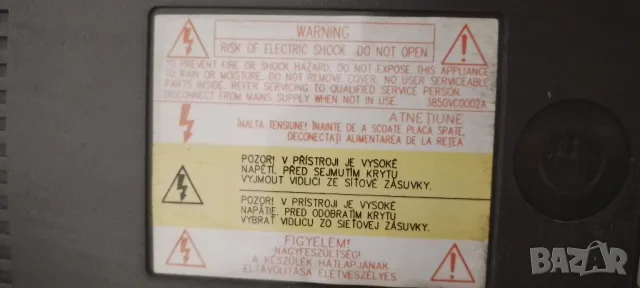 WARNING
RISK OF ELECTRIC SHOCK DO NOT OPEN
TO PREVENT FIRE OR SHOCK HAZARD, DO NOT EXPOSE THIS APPLIANCE
TO RAIN OR MOISTURE. DO NOT REMOVE COVER. NO USER SERVICEABLE
PARTS INSIDE. REFER SERVICING TO QUALIFIED SERVICE PERSON.
DISCONNECT FROM MAINS SUPPLY WHEN NOT IN USE. 3850VC0002A
ATNEŢIUNE
ÎNALTA TENSIUNE! ÎNAINTE DE A SCOATE PLACA SPATE,
DECONECTAŢI ALIMENTAREA DE LA REŢEA
POZOR! V PŘÍSTROJI JE VYSOKÉ
NAPĚTÍ. PŘED SEJMUTÍM KRYTU
VYJMOUT VIDLICI ZE SÍTOVÉ ZÁSUVKY.
POZOR! V PRÍSTROJI JE VYSOKÉ
NAPÄTIE. PRED ODOBRATÍM KRYTU
VYBRAŤ VIDLICU ZO SIEŤOVEJ ZÁSUVKY.
FIGYELEM!
NAGYFESZÜLTSÉG!
A KÉSZÜLÉK HÁTLAPJÁNAK
ELTÁVOLÍTÁSA ÉLETVESZÉLYES
BAZAR
bg